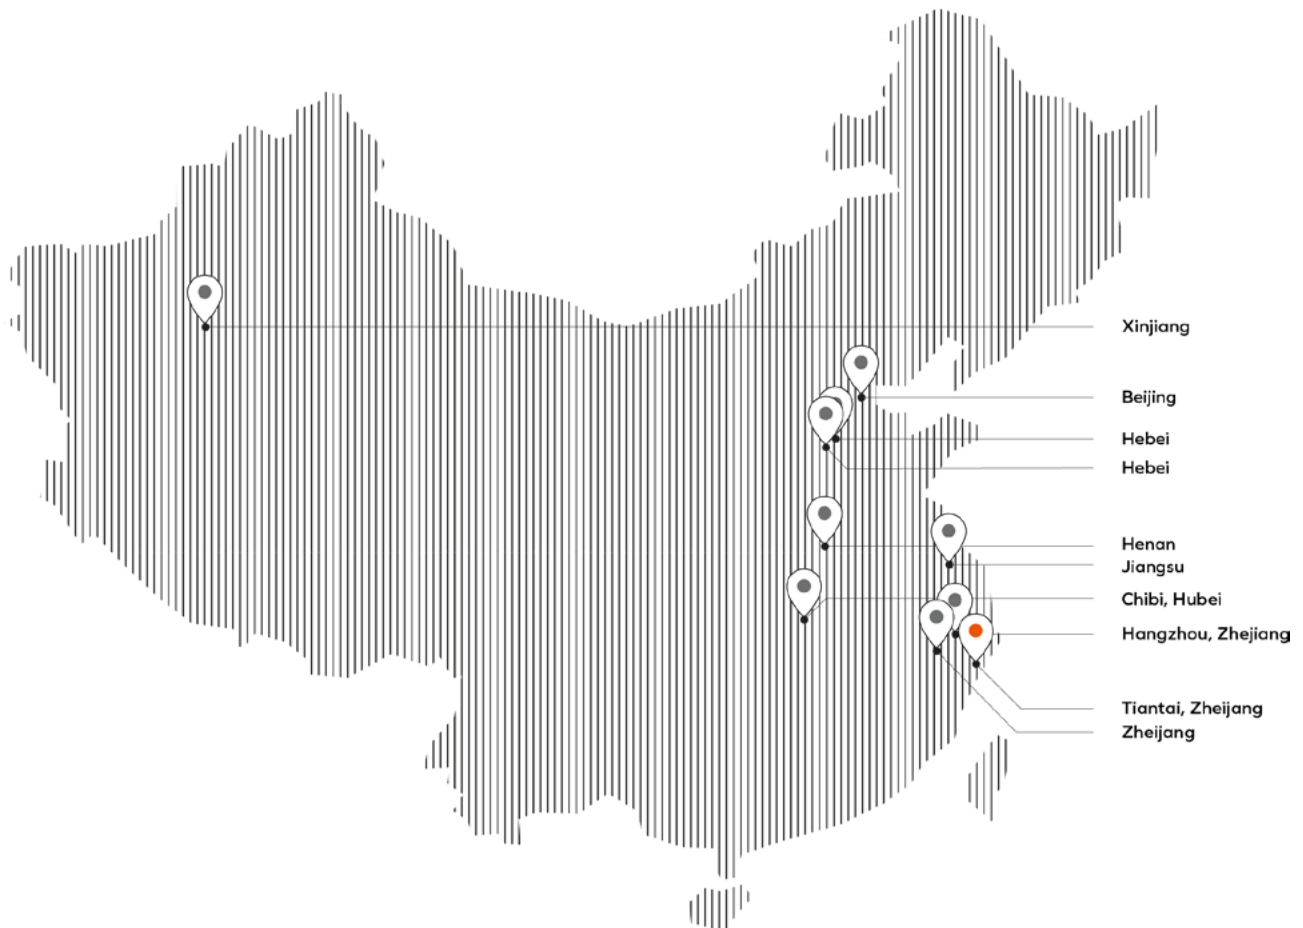 Xinjiang
Beijing
Hebei
Hebei
Henan
Jiangsu
Chibi, Hubei
Hangzhou, Zhejiang
Tiantai, Zheijang
Zheijang